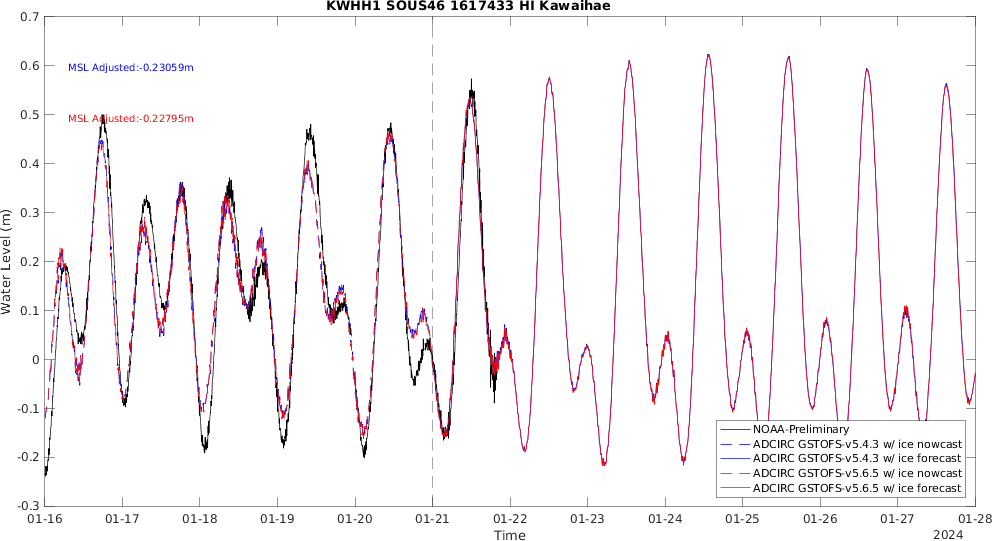 KWHH1 SOUS46 1617433 HI Kawaihae
0.7
0.6
0.5
0.4
0.3
0.2
0.1
0
-0.1
-0.2
-0.3
Water Level (m)
MSL Adjusted:-0.23059m
MSL Adjusted:-0.22795m
NOAA-Preliminary
ADCIRC GSTOFS-v5.4.3 w/ ice nowcast
ADCIRC GSTOFS-v5.4.3 w/ ice forecast
ADCIRC GSTOFS-v5.6.5 w/ ice nowcast
ADCIRC GSTOFS-v5.6.5 w/ ice forecast
01-16 01-17 01-18 01-19 01-20 01-21 01-22 01-23 01-24 01-25 01-26 01-27 01-28
Time
2024